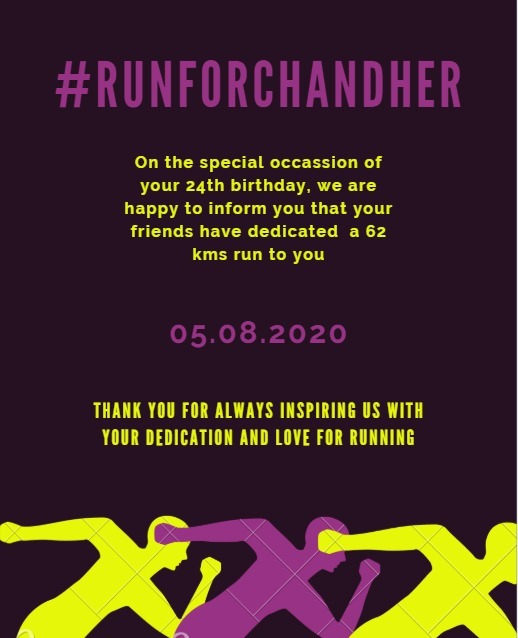 #RUNFORCHANDHER
On the special occassion of
your 24th birthday, we are
happy to inform you that your
friends have dedicated  a 62
kms run to you
05.08.2020
THANK YOU FOR ALWAYS INSPIRING US WITH
YOUR DEDICATION AND LOVE FOR RUNNING